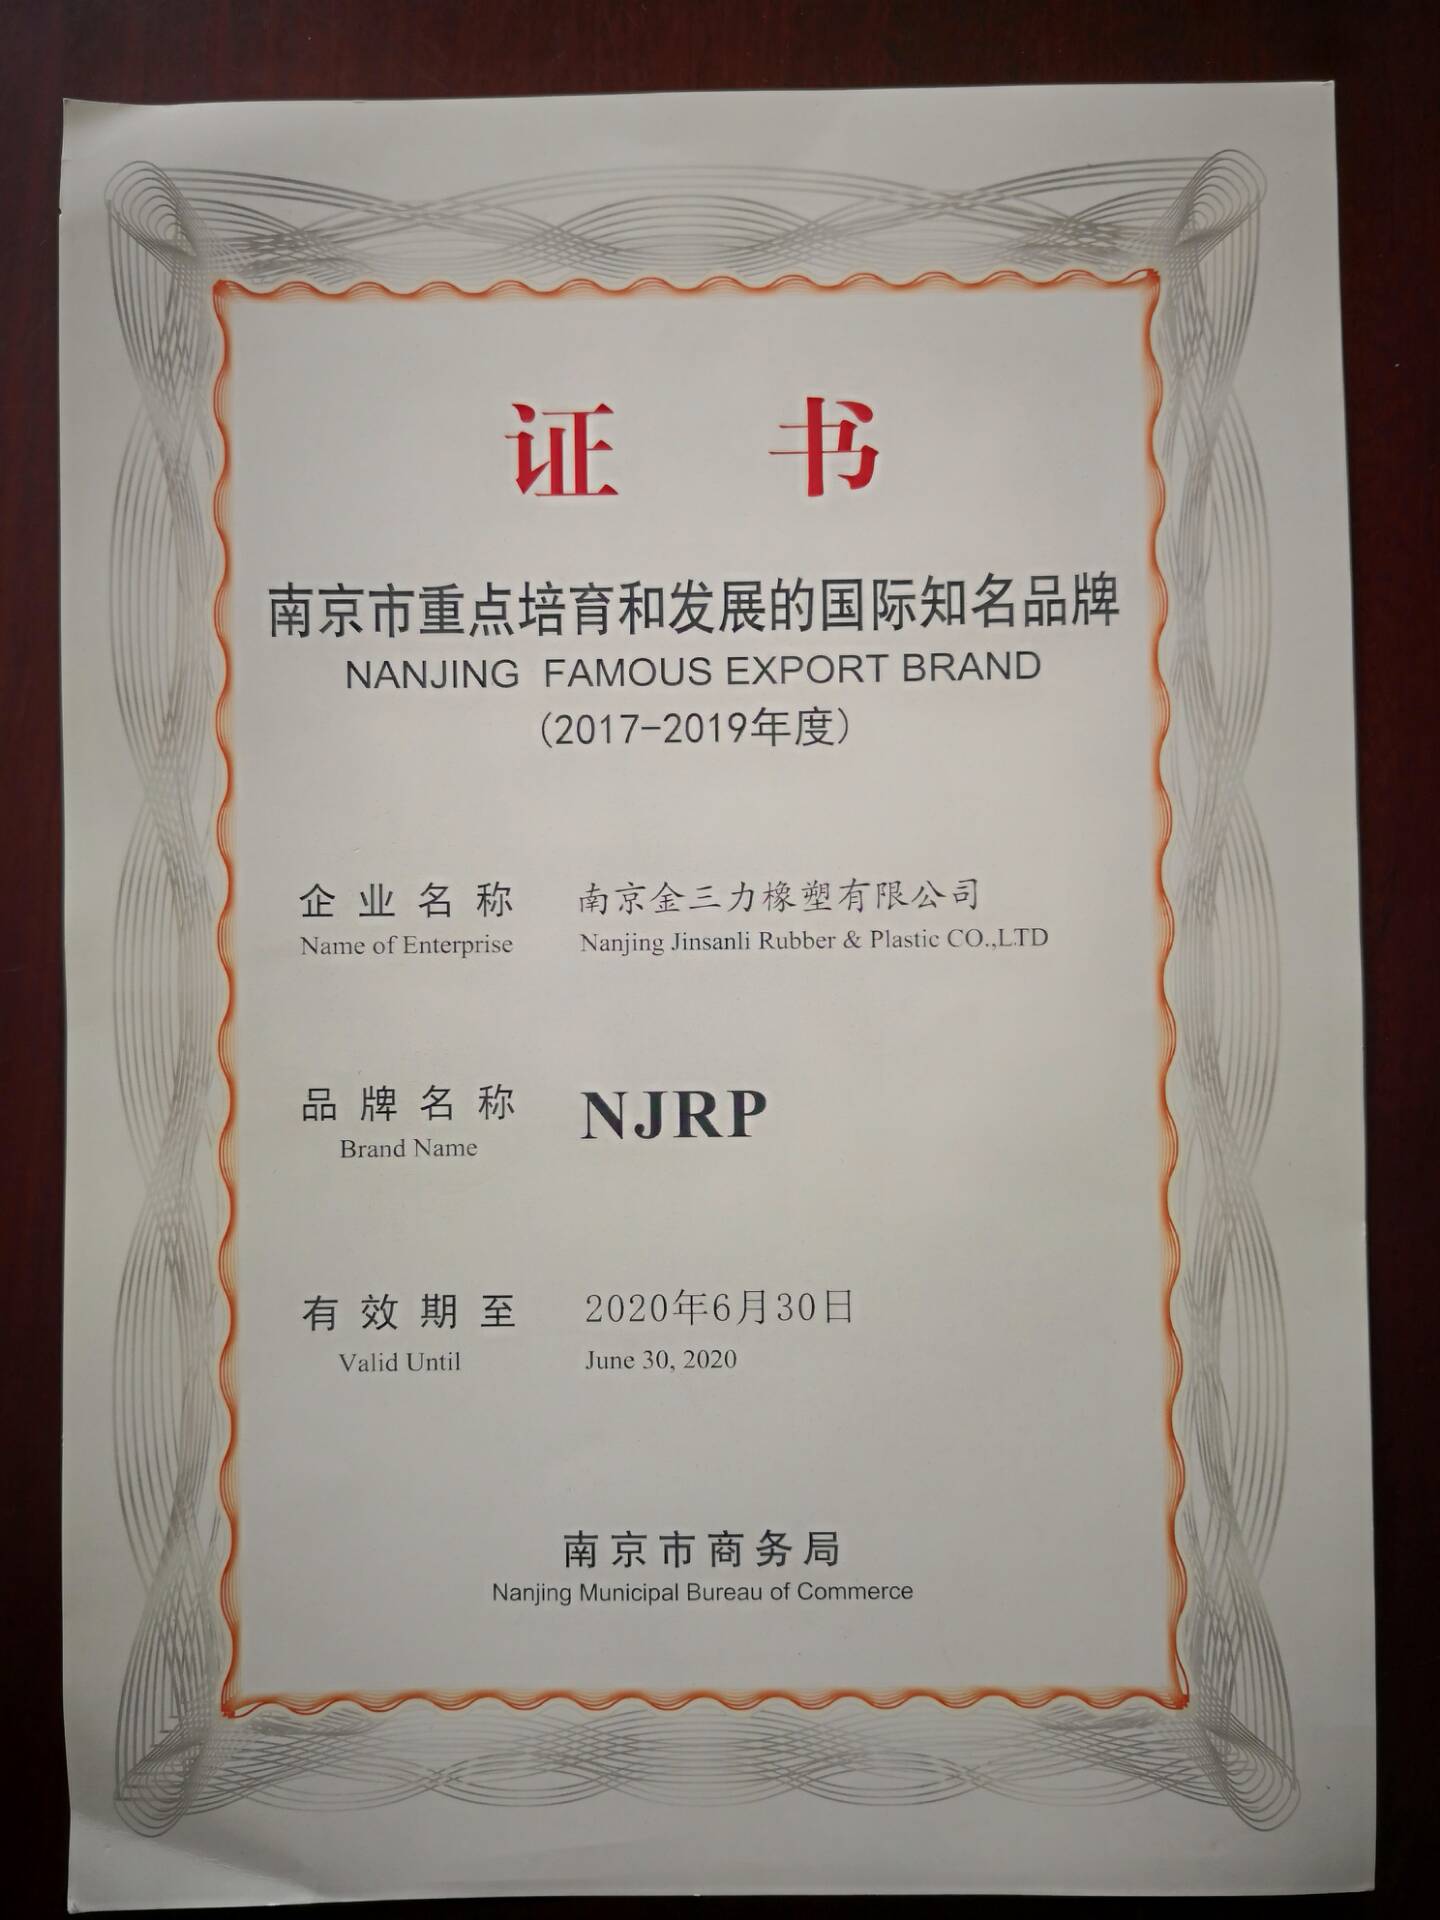 证书
南京市重点培育和发展的国际知名品牌
NANJING FAMOUS EXPORT BRAND
(2017-2019年度)
企业名称 南京金三力橡塑有限公司
Name of Enterprise Nanjing Jinsanli Rubber & Plastic CO.,LTD
品牌名称 NJRP
Brand Name
有效期至 2020年6月30日
Valid Until June 30, 2020
南京市商务局
Nanjing Municipal Bureau of Commerce